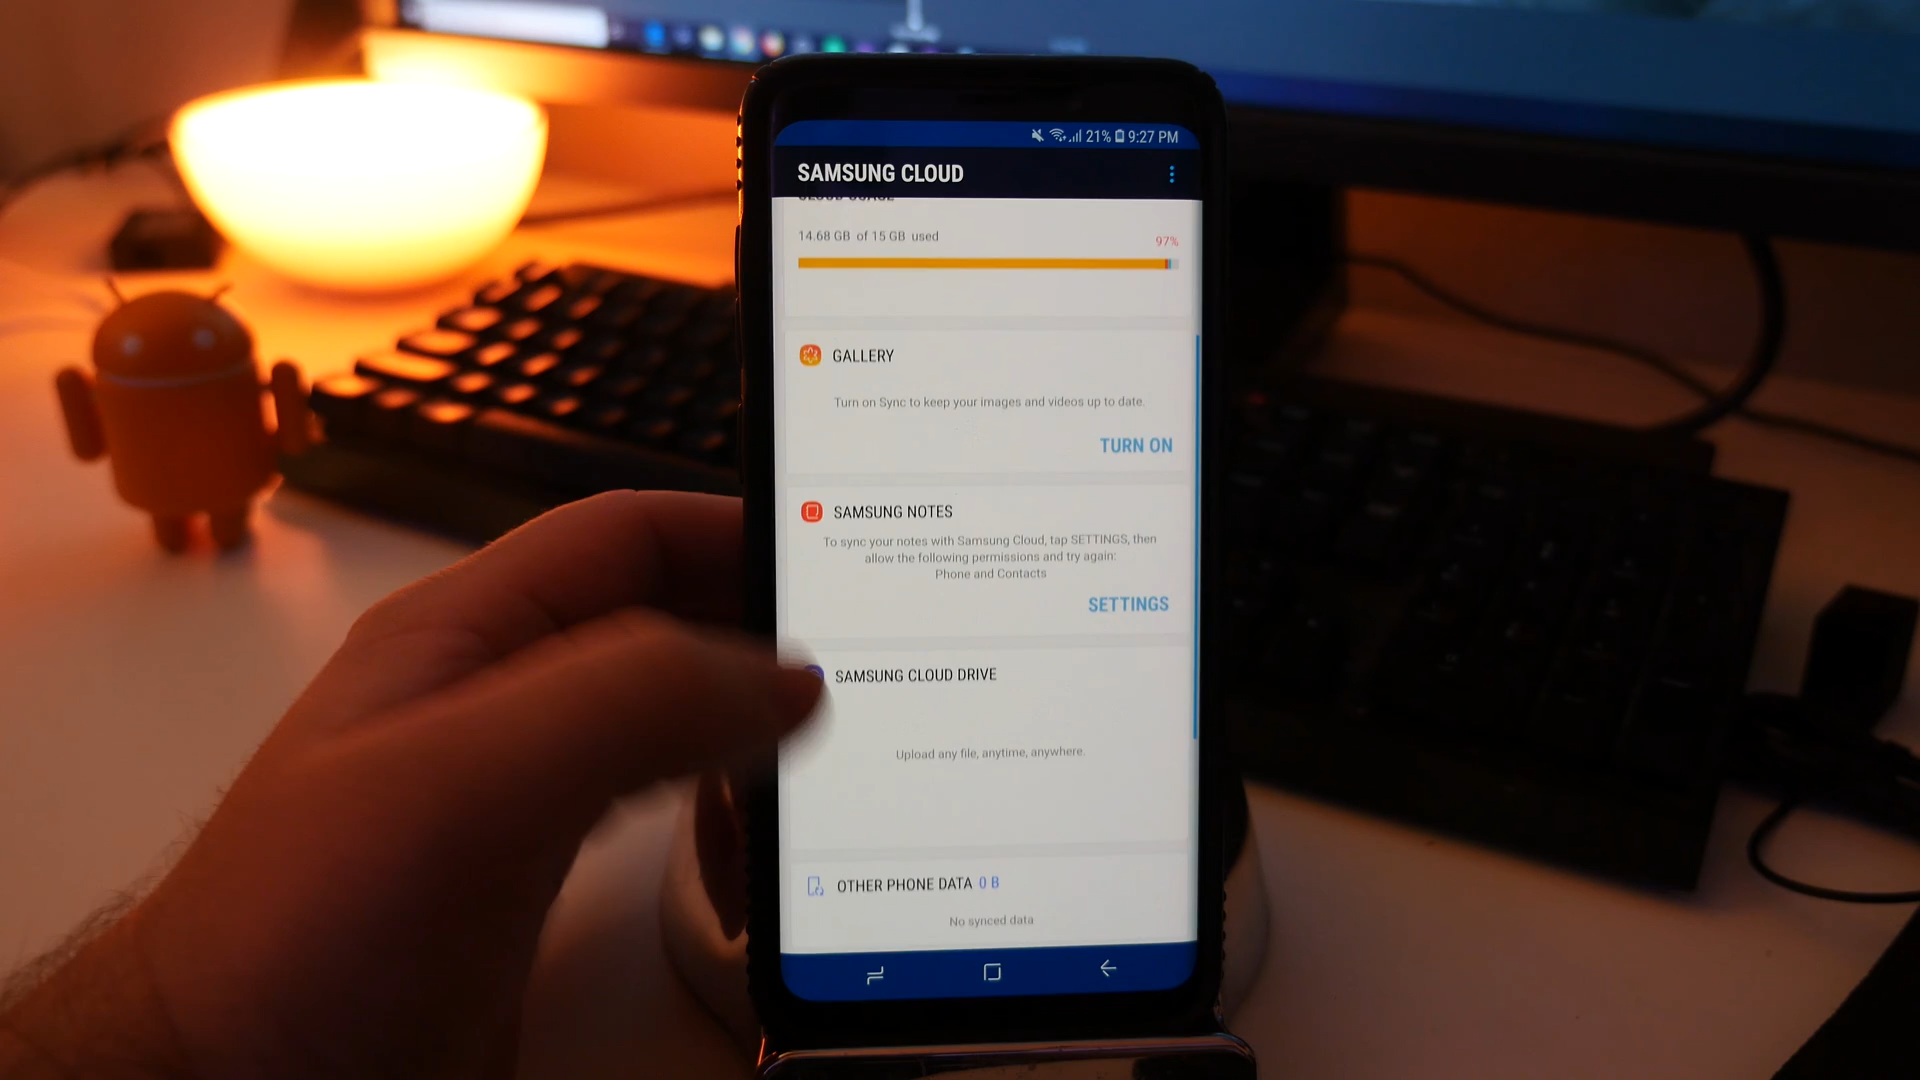 21% 9:27 PM
SAMSUNG CLOUD
CLOUD USAGE
14.68 GB of 15 GB used
97%
GALLERY
Turn on Sync to keep your images and videos up to date.
TURN ON
SAMSUNG NOTES
To sync your notes with Samsung Cloud, tap SETTINGS, then
allow the following permissions and try again:
Phone and Contacts
SETTINGS
SAMSUNG CLOUD DRIVE
Upload any file, anytime, anywhere.
OTHER PHONE DATA 0 B
No synced data